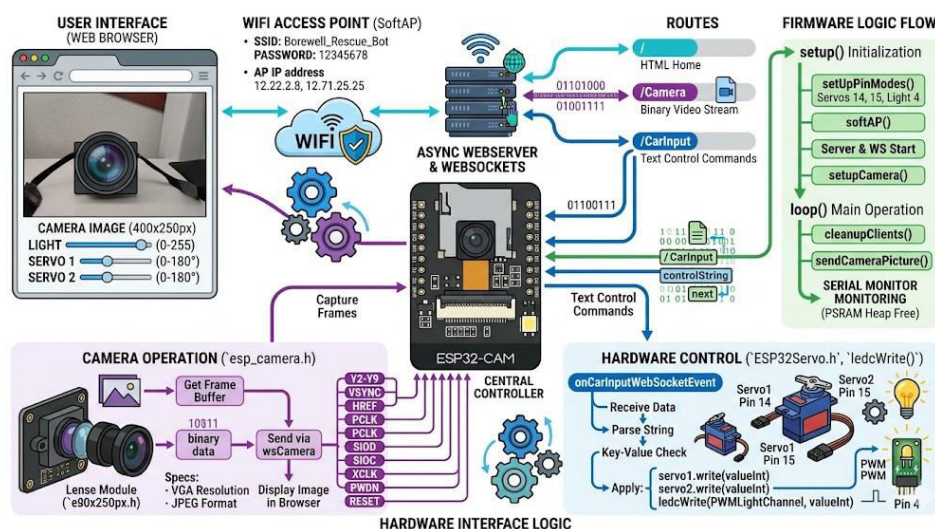 USER INTERFACE
(WEB BROWSER)
CAMERA IMAGE (400x250px)
LIGHT (0-255)
SERVO 1 (0-180°)
SERVO 2 (0-180°)
WIFI ACCESS POINT (SoftAP)
• SSID: Borewell_Rescue_Bot
PASSWORD: 12345678
• AP IP address
12.22.2.8, 12.71.25.25
WIFI
ASYNC WEBSERVER
& WEBSOCKETS
01101000
01001111
ROUTES
/
HTML Home
/Camera
Binary Video Stream
/CarInput
Text Control Commands
01100111
/CarInput
controlString
next
FIRMWARE LOGIC FLOW
setup() Initialization
setUpPinModes()
Servos 14, 15, Light 4
softAP()
Server & WS Start
setupCamera()
loop() Main Operation
cleanupClients()
sendCameraPicture()
SERIAL MONITOR
MONITORING
(PSRAM Heap Free)
Capture
Frames
ESP32-CAM
CENTRAL
CONTROLLER
Text Control
Commands
CAMERA OPERATION (`esp_camera.h`)
Get Frame
Buffer
binary
data
Send via
wsCamera
Specs:
- VGA Resolution
- JPEG Format
Display Image
in Browser
Lense Module
(`e90x250px.h`)
Y2-Y9
VSYNC
HREF
PCLK
PCLK
SIOD
SIOC
XCLK
PWDN
RESET
HARDWARE INTERFACE LOGIC
HARDWARE CONTROL (`ESP32Servo.h`, `ledcWrite()`)
onCarInputWebSocketEvent
Receive Data
Parse String
Key-Value Check
Apply:
servo1.write(valueInt)
servo2.write(valueInt)
ledcWrite(PWMLightChannel, valueInt)
Servo1
Pin 14
Servo2
Pin 15
Servo1
Pin 15
PWM
PWM
Pin 4